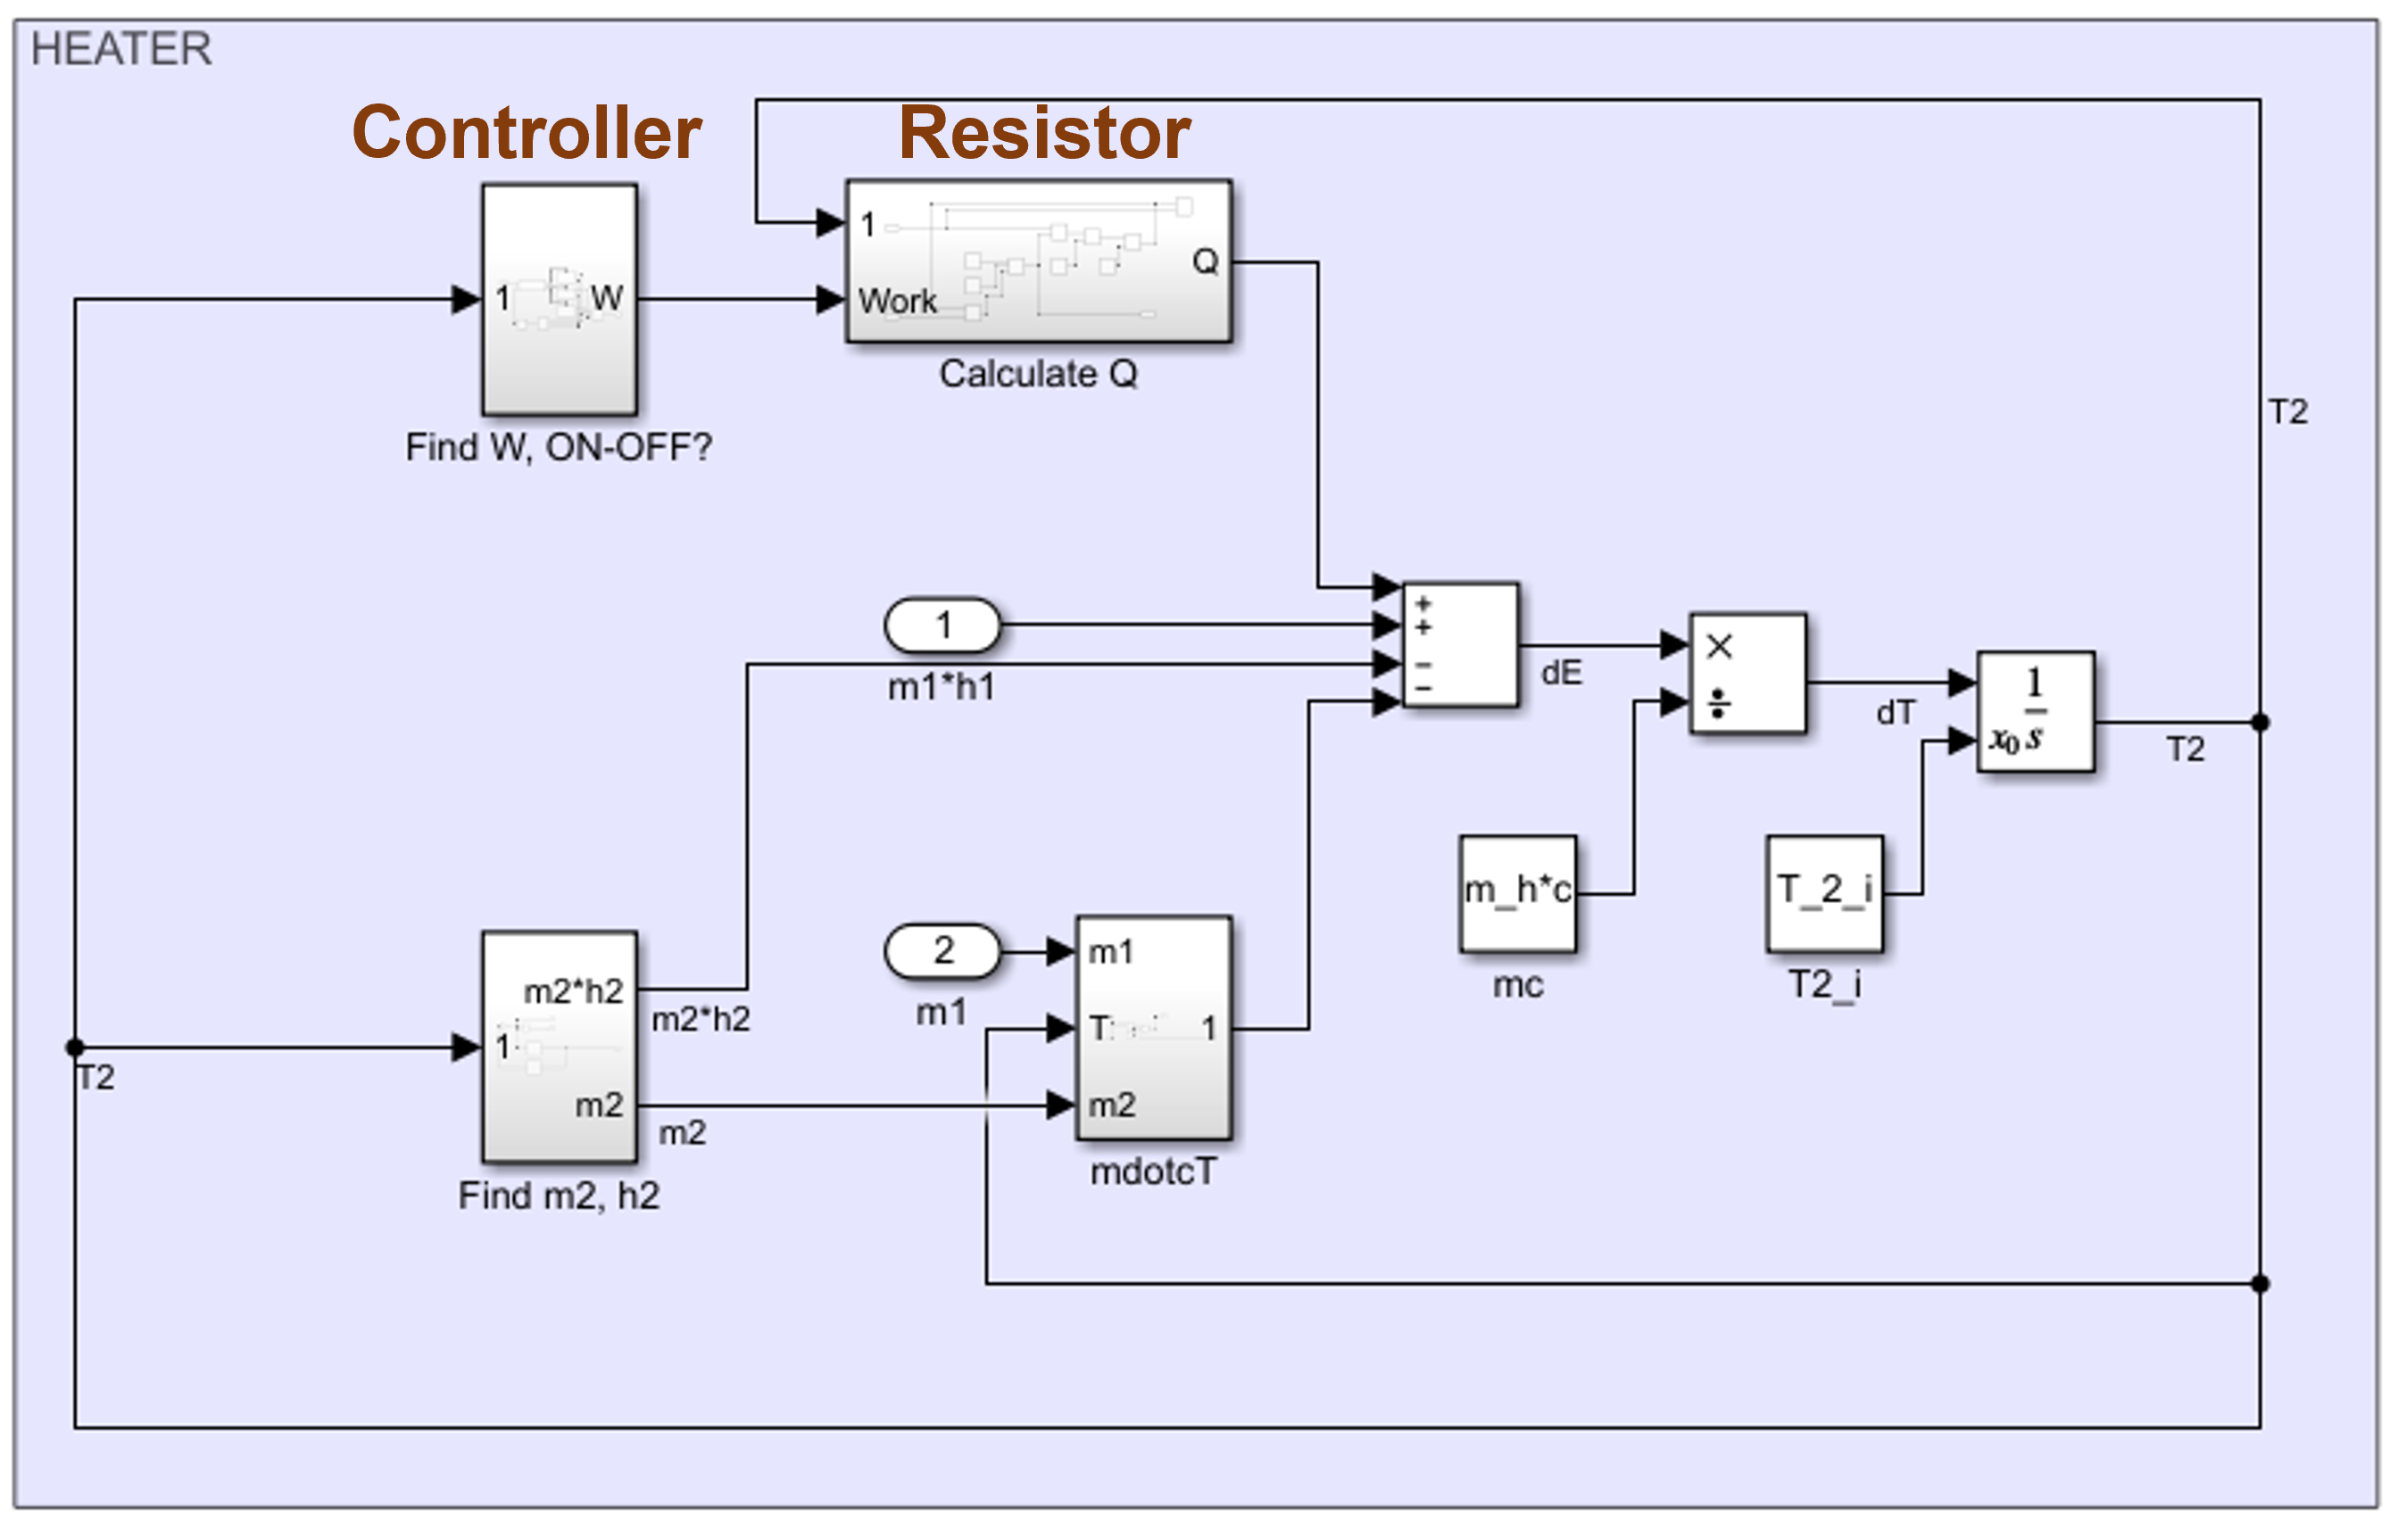 HEATER
Controller
Resistor
1
W
Find W, ON-OFF?
1
Work
Q
Calculate Q
T2
1
m1*h1
+
+
−
−
dE
×
÷
dT
1
x0 s
T2
m_h*c
mc
T_2_i
T2_i
T2
1
m2*h2
m2
Find m2, h2
m2*h2
m2
2
m1
m1
T
m2
1
mdotcT